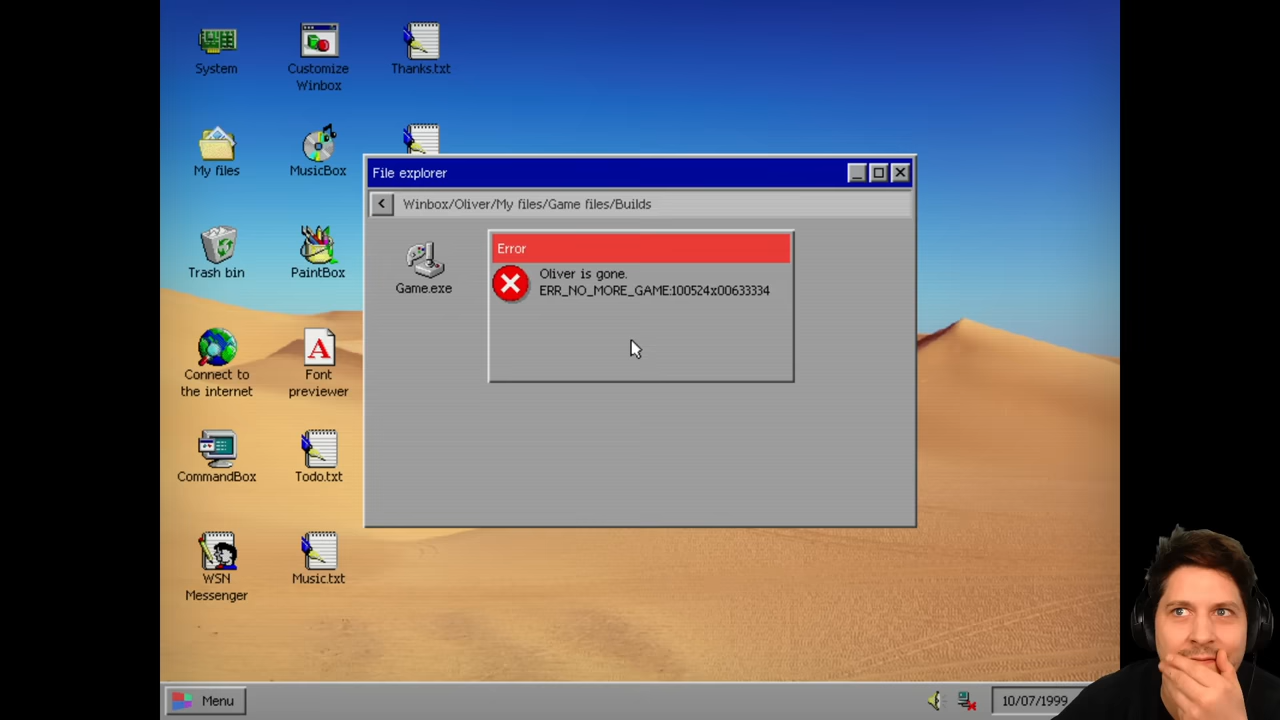 System
Customize
Winbox
Thanks.txt
My files
MusicBox
File explorer
Winbox/Oliver/My files/Game files/Builds
Trash bin
PaintBox
Game.exe
Error
Oliver is gone.
ERR_NO_MORE_GAME:100524x00633334
Connect to
the internet
Font
previewer
CommandBox
Todo.txt
WSN
Messenger
Music.txt
Menu
10/07/1999